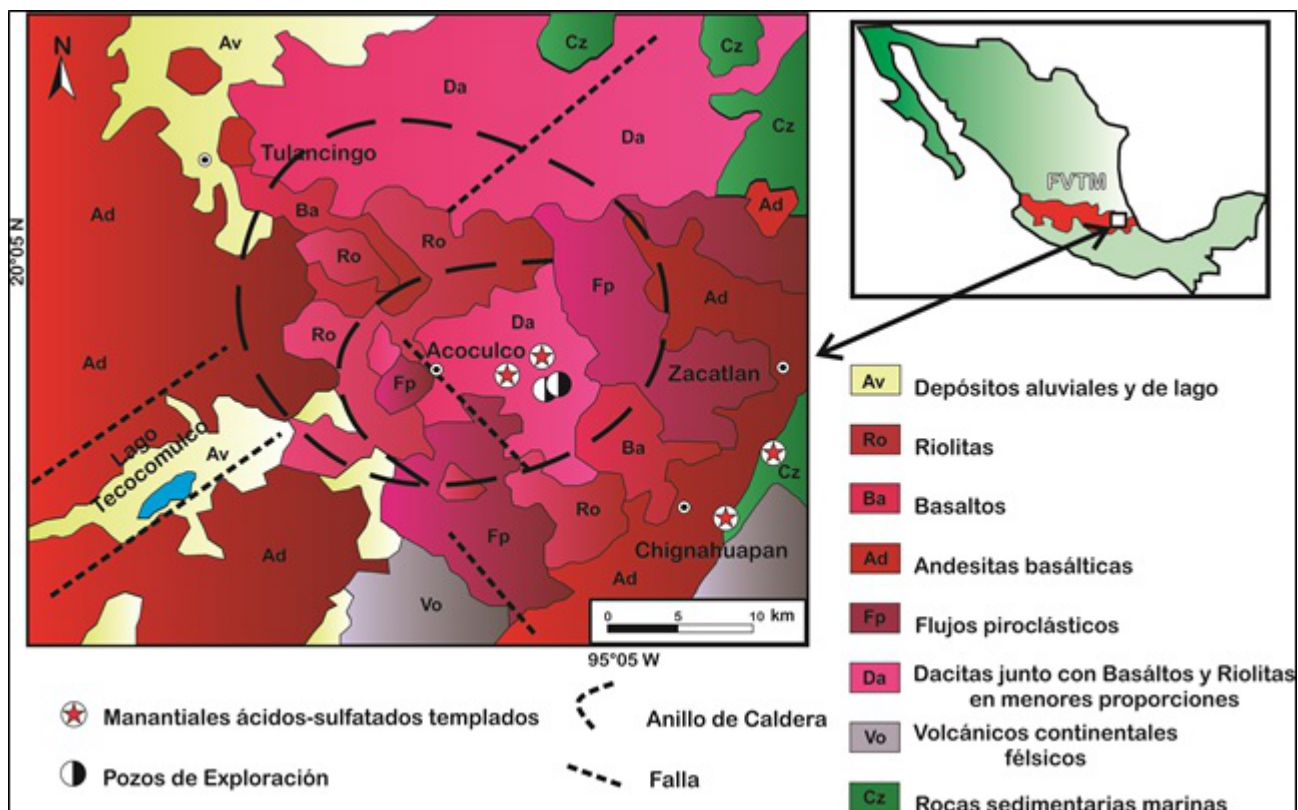 N
Av
Cz
Cz
Da
Da
Cz
Tulancingo
Ad
Ba
Ad
Ro
Ro
20°05 N
Fp
Ad
Da
Ro
Ad
Acoculco
Zacatlan
Fp
Lago
Tecocomulco
Av
Ba
Cz
Ro
Ad
Fp
Chignahuapan
Ad
Vo
0 5 10 km
95°05 W
FVTM
Av Depósitos aluviales y de lago
Ro Riolitas
Ba Basaltos
Ad Andesitas basálticas
Fp Flujos piroclásticos
Da Dacitas junto con Basáltos y Riolitas
en menores proporciones
Vo Volcánicos continentales
félsicos
Cz Rocas sedimentarias marinas
Manantiales ácidos-sulfatados templados
Anillo de Caldera
Pozos de Exploración
Falla